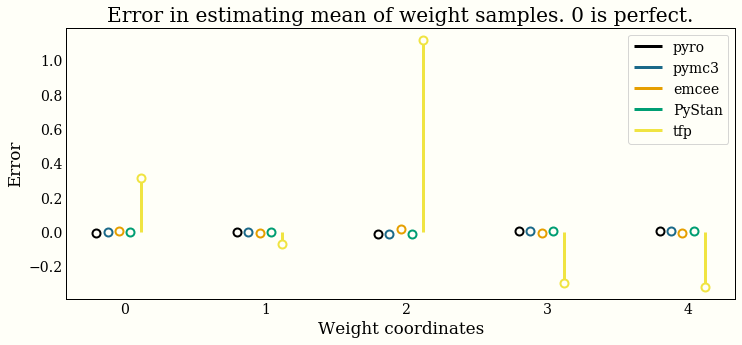 Error in estimating mean of weight samples. 0 is perfect.
pyro
pymc3
emcee
PyStan
tfp
Error
1.0
0.8
0.6
0.4
0.2
0.0
−0.2
0
1
2
3
4
Weight coordinates